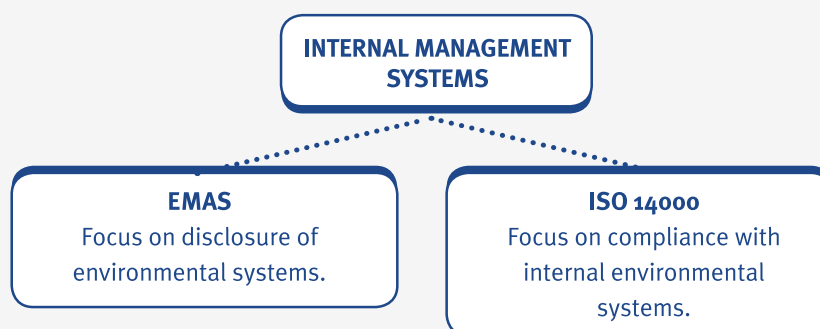 INTERNAL MANAGEMENT
SYSTEMS
EMAS
Focus on disclosure of
environmental systems.
ISO 14000
Focus on compliance with
internal environmental
systems.